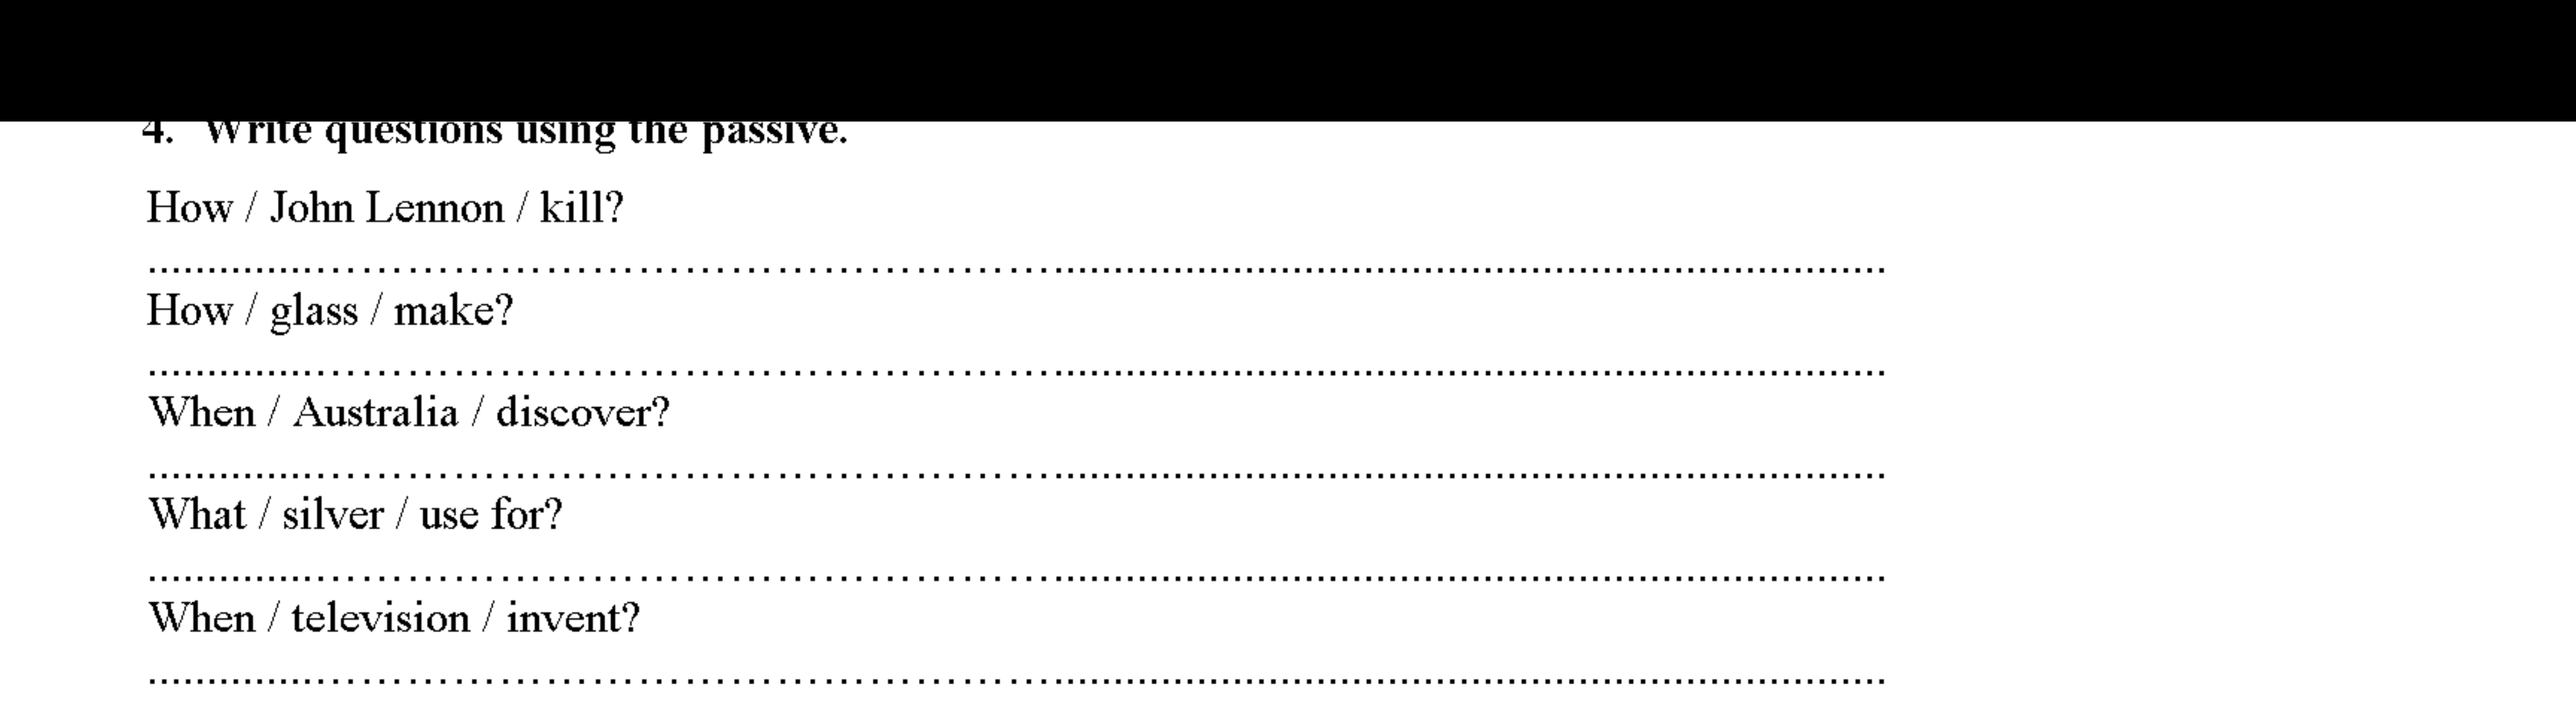 4. Write questions using the passive.
How / John Lennon / kill?
................................................................................
How / glass / make?
................................................................................
When / Australia / discover?
................................................................................
What / silver / use for?
................................................................................
When / television / invent?
................................................................................